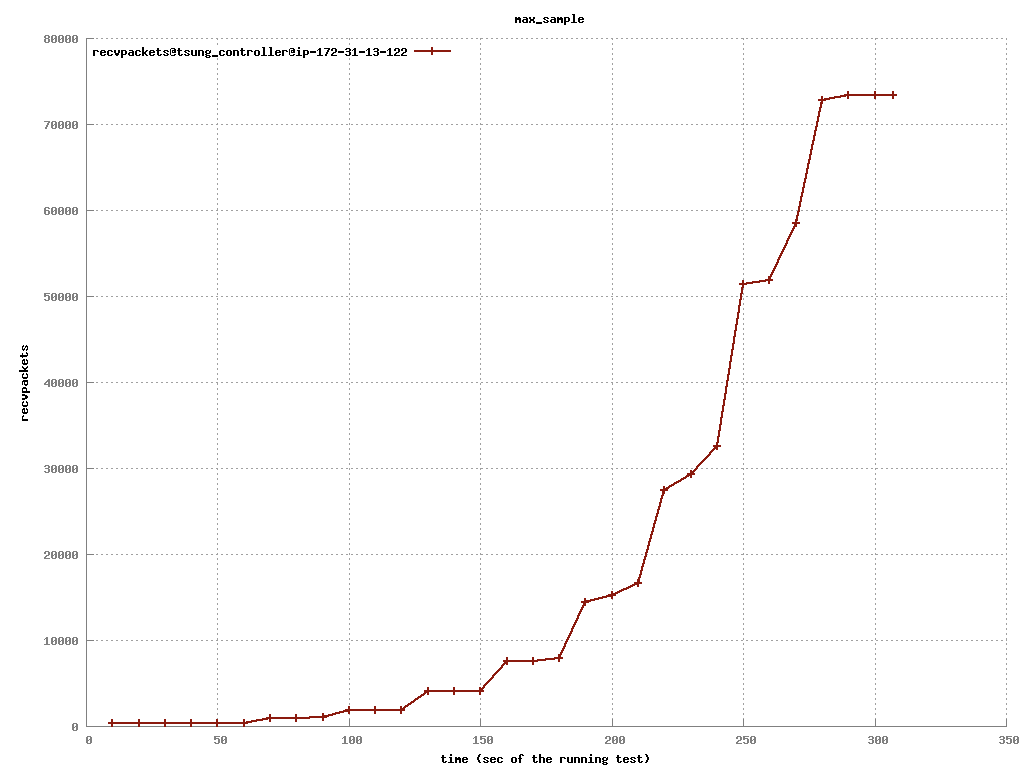 max_sample
80000
recvpackets@tsung_controller@ip-172-31-13-122
70000
60000
50000
recvpackets
40000
30000
20000
10000
0
0 50 100 150 200 250 300 350
time (sec of the running test)